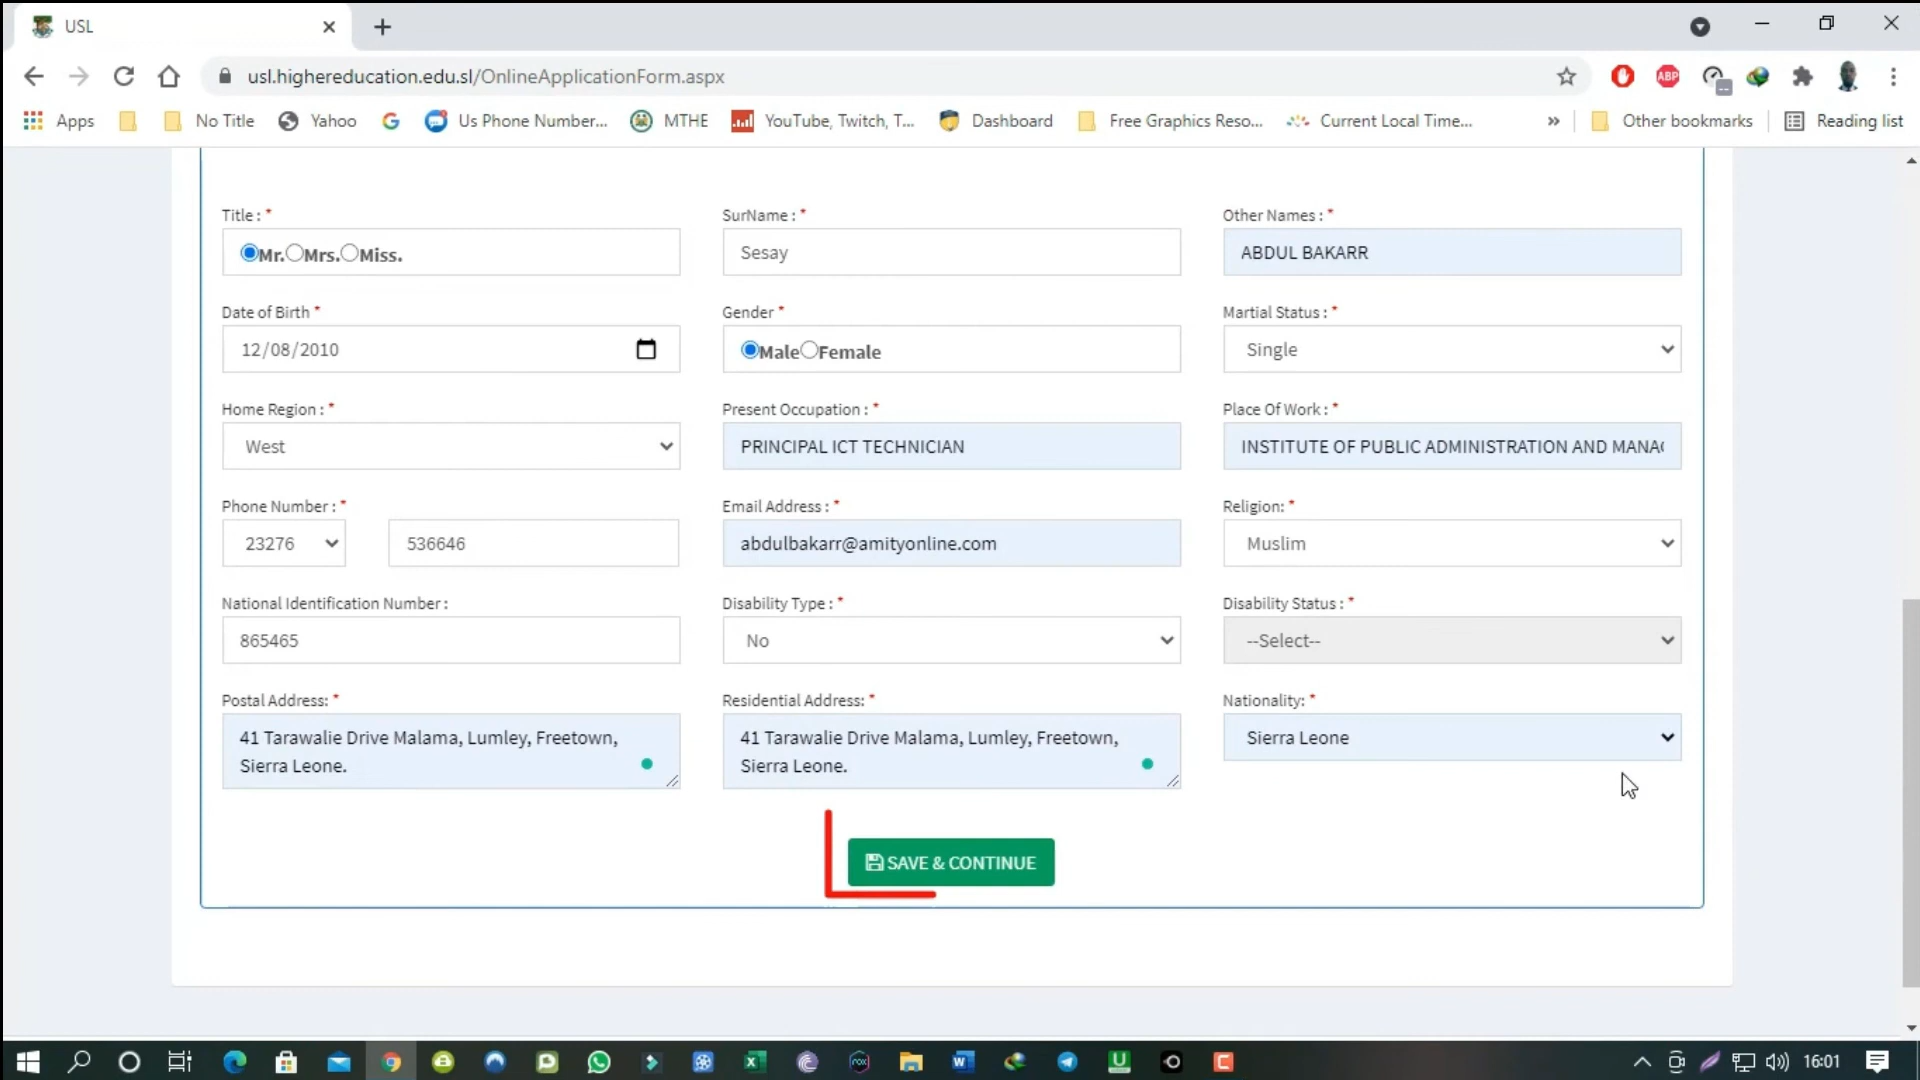 USL
usl.highereducation.edu.sl/OnlineApplicationForm.aspx
ABP
Apps No Title Yahoo Us Phone Number... MTHE YouTube, Twitch, T... Dashboard Free Graphics Reso... Current Local Time... » Other bookmarks Reading list
Title : * SurName : * Other Names : *
Mr. Mrs. Miss. Sesay ABDUL BAKARR
Date of Birth * Gender * Martial Status : *
12/08/2010 Male Female Single
Home Region : * Present Occupation : * Place Of Work : *
West PRINCIPAL ICT TECHNICIAN INSTITUTE OF PUBLIC ADMINISTRATION AND MANAG
Phone Number : * Email Address : * Religion: *
23276 536646 abdulbakarr@amityonline.com Muslim
National Identification Number : Disability Type : * Disability Status : *
865465 No --Select--
Postal Address: * Residential Address: * Nationality: *
41 Tarawalie Drive Malama, Lumley, Freetown, 41 Tarawalie Drive Malama, Lumley, Freetown, Sierra Leone
Sierra Leone. Sierra Leone.
SAVE & CONTINUE
16:01